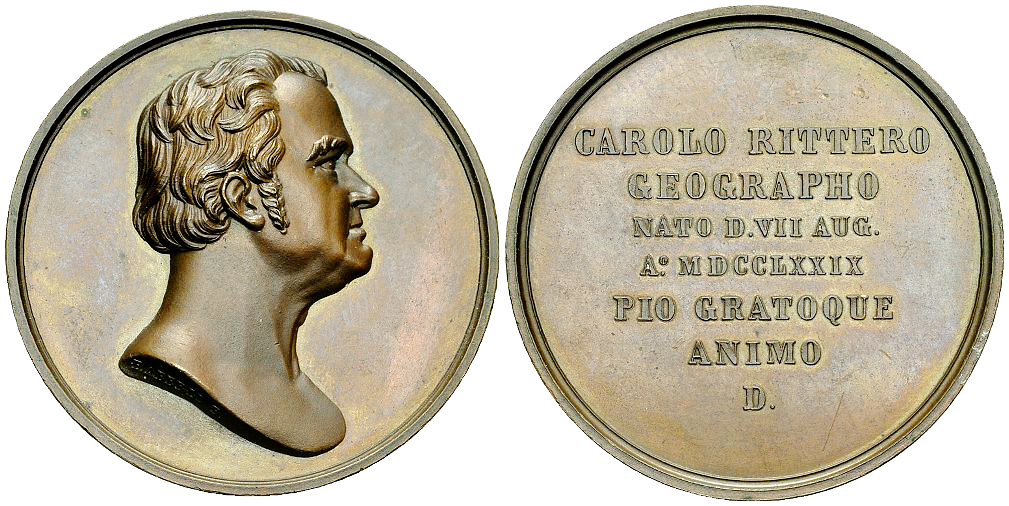 CAROLO RITTERO
GEOGRAPHO
NATO D. VII AUG.
Aº. MDCCLXXIX
PIO GRATOQUE
ANIMO
D.